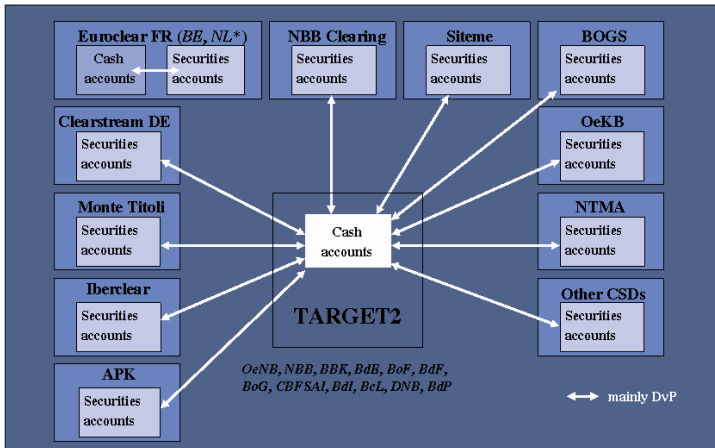 Euroclear FR (BE, NL*)
Cash
accounts
Securities
accounts
NBB Clearing
Securities
accounts
Siteme
Securities
accounts
BOGS
Securities
accounts
Clearstream DE
Securities
accounts
OeKB
Securities
accounts
Monte Titoli
Securities
accounts
Cash
accounts
NTMA
Securities
accounts
Iberclear
Securities
accounts
TARGET2
Other CSDs
Securities
accounts
OeNB, NBB, BBK, BdE, BoF, BdF,
BoG, CBFSAI, BdI, BcL, DNB, BdP
APK
Securities
accounts
mainly DvP